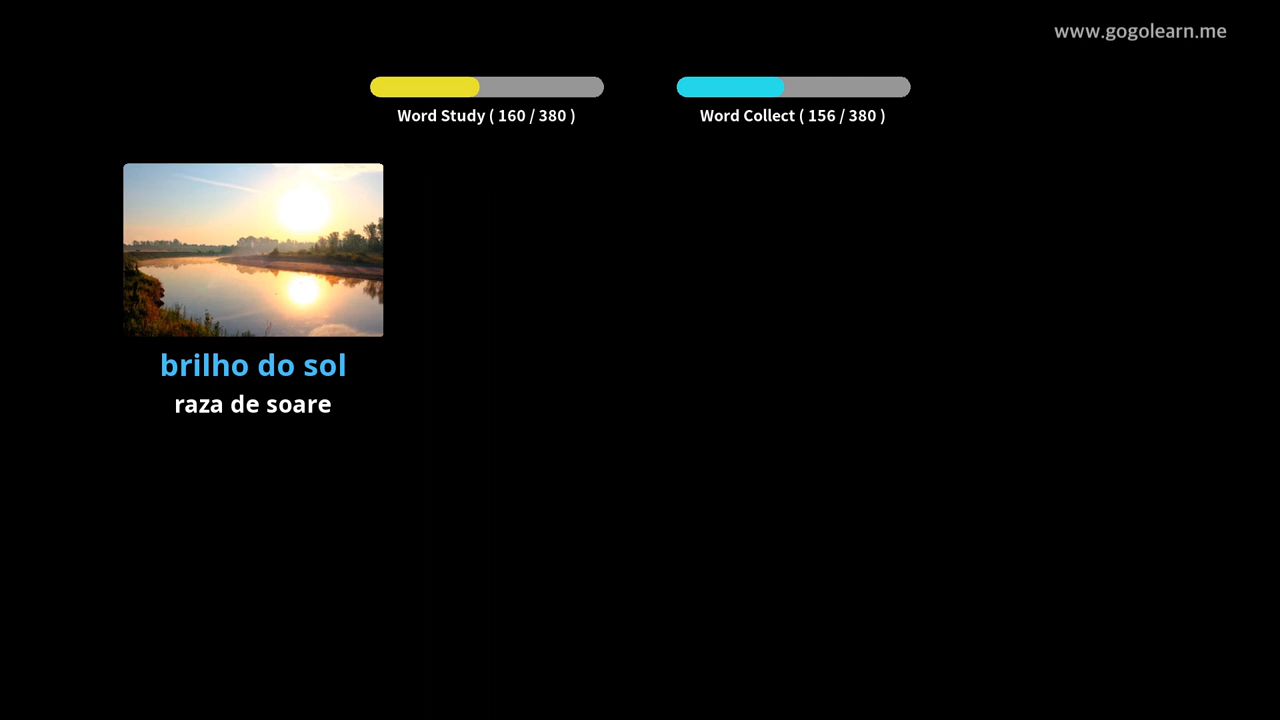 www.gogolearn.me
Word Study ( 160 / 380 )
Word Collect ( 156 / 380 )
brilho do sol
raza de soare